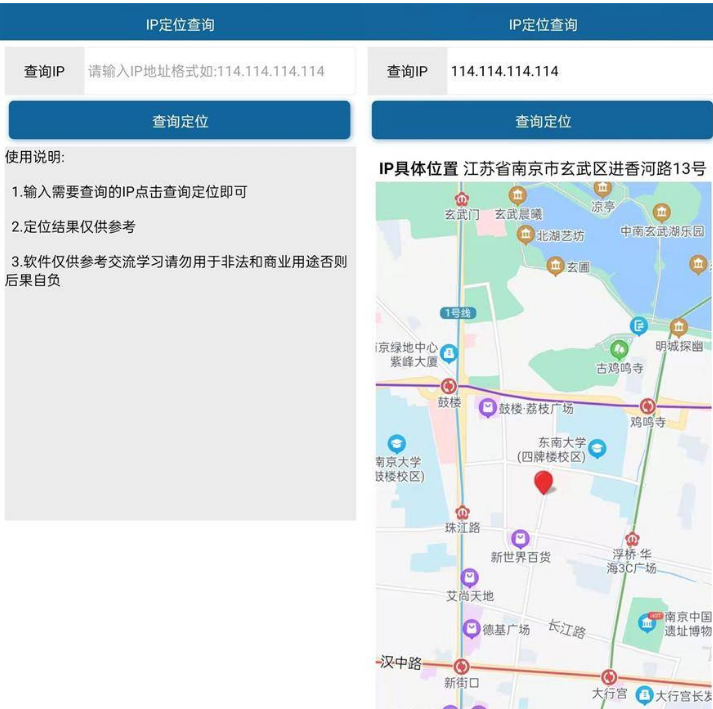 IP定位查询
查询IP 请输入IP地址格式如:114.114.114.114
查询定位
使用说明:
1.输入需要查询的IP点击查询定位即可
2.定位结果仅供参考
3.软件仅供参考交流学习请勿用于非法和商业用途否则
后果自负
IP定位查询
查询IP 114.114.114.114
查询定位
IP具体位置 江苏省南京市玄武区进香河路13号
玄武门
玄武晨曦
凉亭
北湖艺坊
中南玄武湖乐园
玄圃
1号线
京绿地中心
紫峰大厦
明城探幽
古鸡鸣寺
鼓楼
鼓楼·荔枝广场
鸡鸣寺
东南大学
(四牌楼校区)
南京大学
鼓楼校区)
珠江路
新世界百货
浮桥·华
海3C广场
艾尚天地
HOT
南京中国
遗址博物
德基广场
长江路
汉中路
新街口
大行宫
大行宫长发